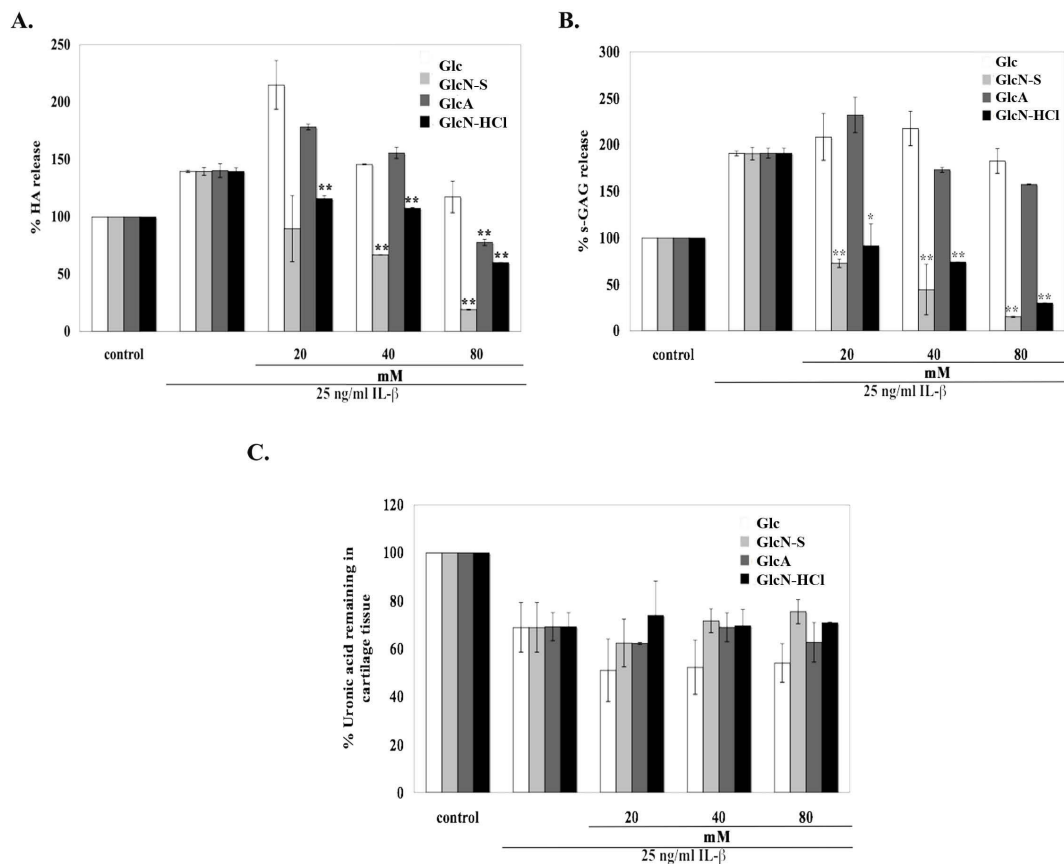 A.
% HA release
250
200
150
100
50
0
Glc
GlcN-S
GlcA
GlcN-HCl
**
**
**
**
**
**
control
20
40
80
mM
25 ng/ml IL-β
B.
% s-GAG release
300
250
200
150
100
50
0
Glc
GlcN-S
GlcA
GlcN-HCl
**
*
**
**
**
**
control
20
40
80
mM
25 ng/ml IL-β
C.
% Uronic acid remaining in
cartilage tissue
120
100
80
60
40
20
0
Glc
GlcN-S
GlcA
GlcN-HCl
control
20
40
80
mM
25 ng/ml IL-β